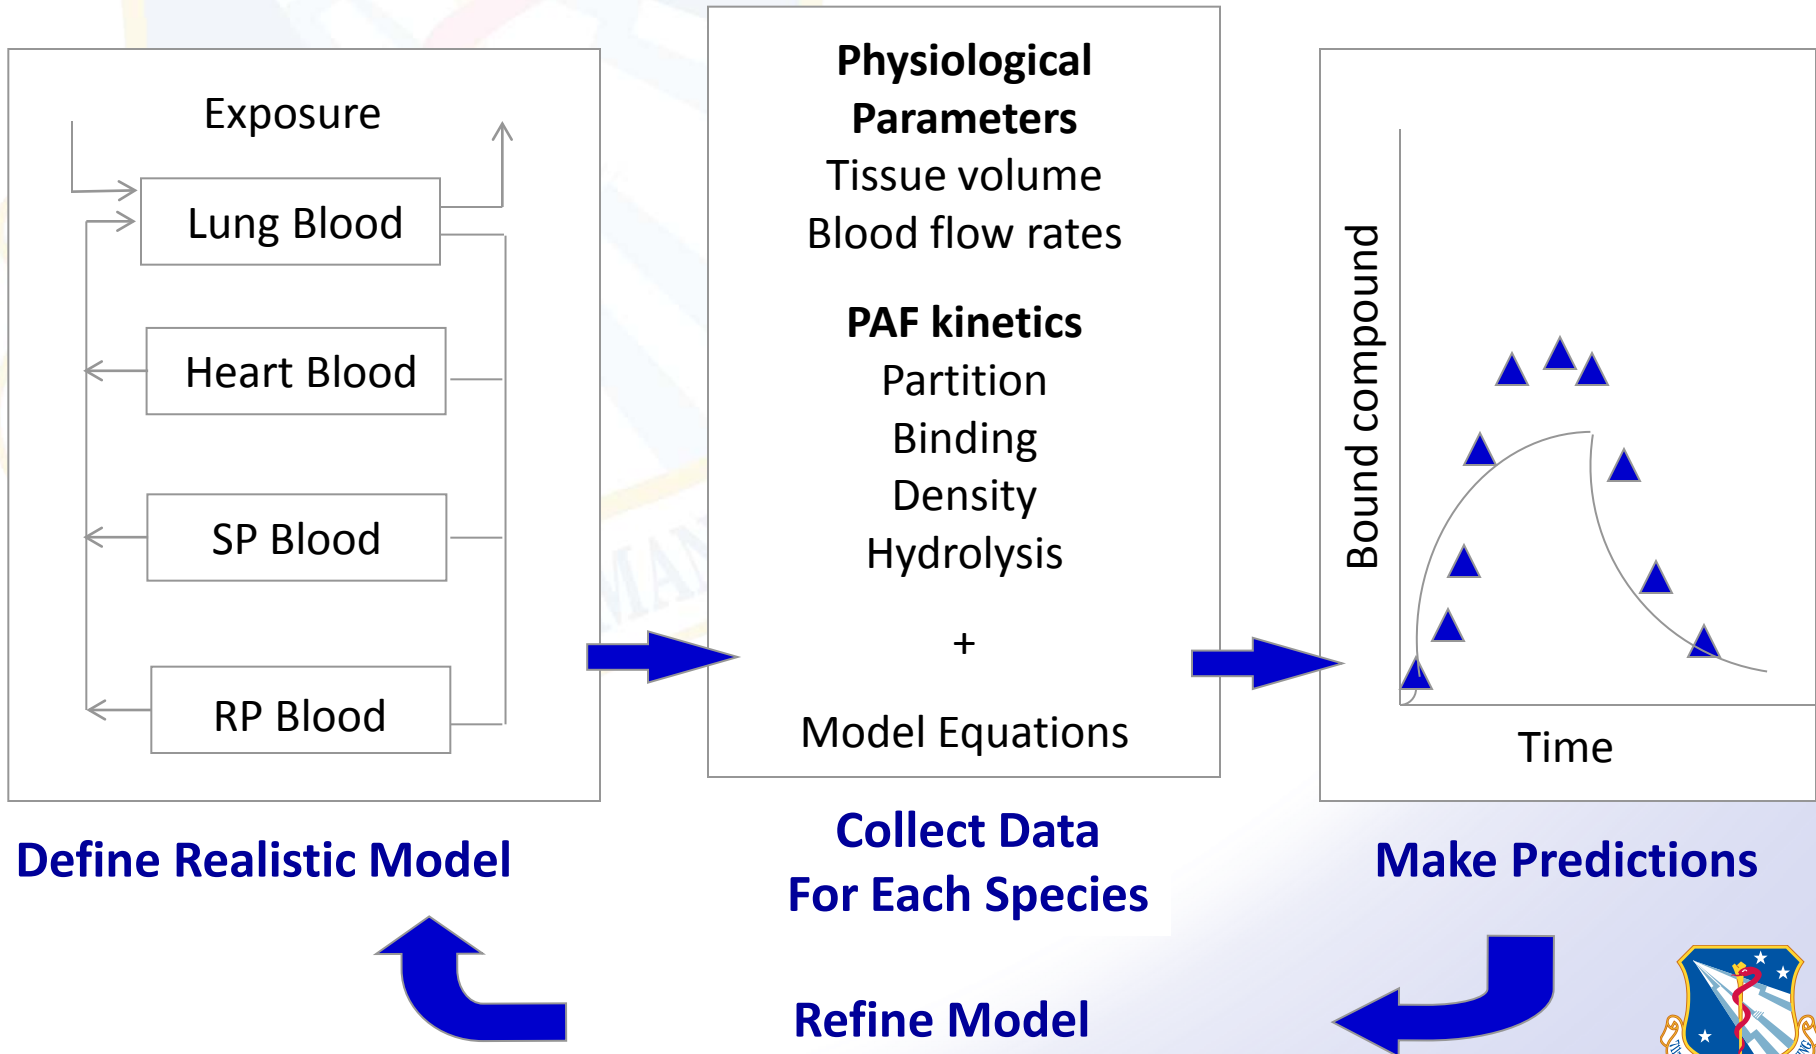 Exposure
Lung Blood
Heart Blood
SP Blood
RP Blood
Define Realistic Model
Physiological
Parameters
Tissue volume
Blood flow rates
PAF kinetics
Partition
Binding
Density
Hydrolysis
+
Model Equations
Collect Data
For Each Species
Bound compound
Time
Make Predictions
Refine Model